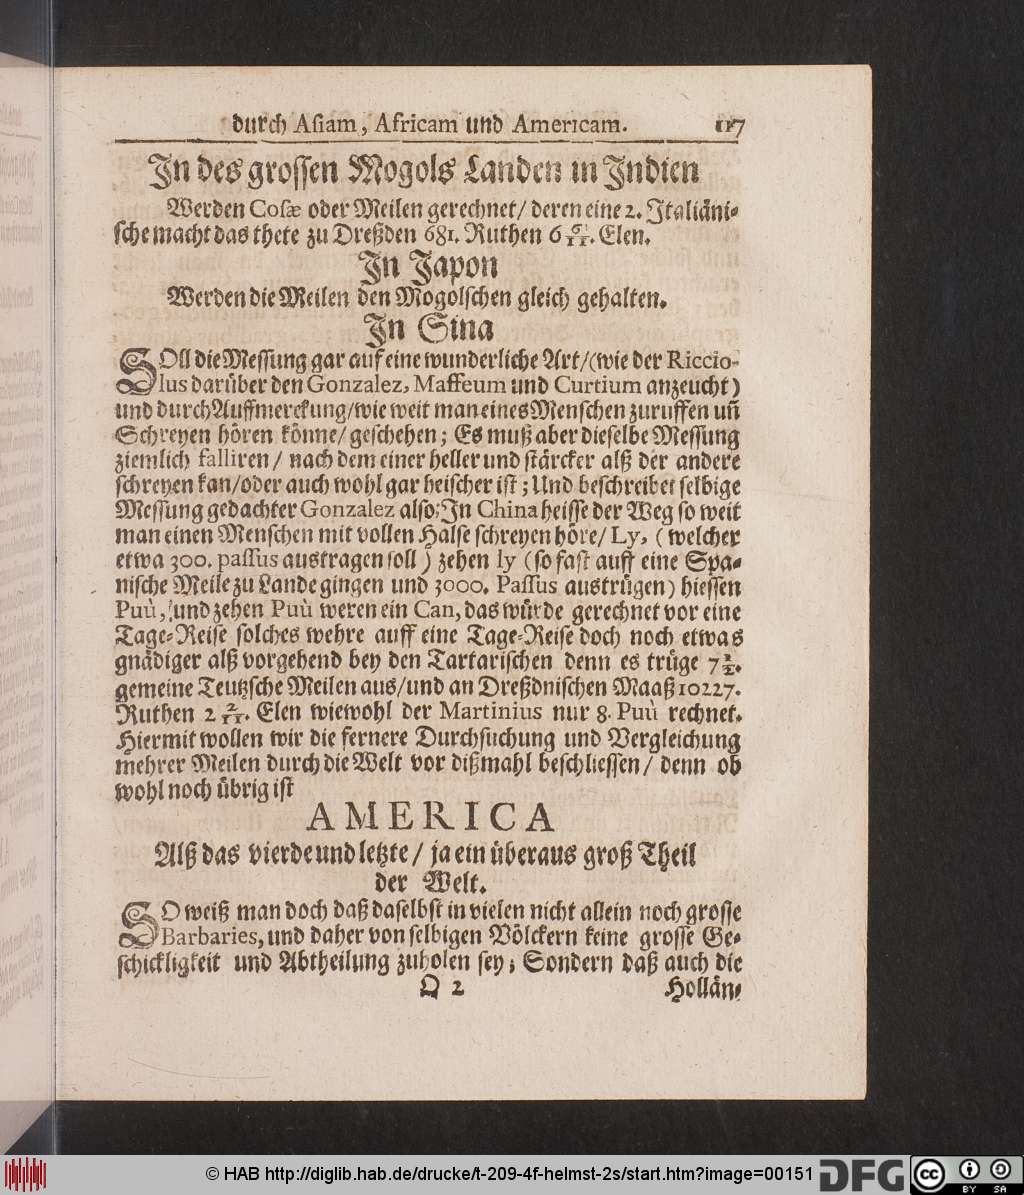 durch Asiam, Africam und Americam. 117
In des grossen Mogols Landen in Indien
Werden Cosæ oder Meilen gerechnet/ deren eine 2. Italiäni-
sche macht das thete zu Dreßden 681. Ruthen 6 6/11. Elen.
In Japon
Werden die Meilen den Mogolschen gleich gehalten.
In Sina
SOll die Messung gar auf eine wunderliche Art/(wie der Riccio-
lus darüber den Gonzalez, Maffeum und Curtium anzeucht)
und durch Auffmerckung/wie weit man eines Menschen zuruffen uñ
Schreyen hören könne/ geschehen; Es muß aber dieselbe Messung
ziemlich falliren/ nach dem einer heller und stärcker alß der andere
schreyen kan/oder auch wohl gar heischer ist; Und beschreibet selbige
Messung gedachter Gonzalez also: In China heisse der Weg so weit
man einen Menschen mit vollen Halse schreyen höre/ Ly, (welcher
etwa 300. passus austragen soll) zehen ly (so fast auff eine Spa-
nische Meile zu Lande gingen und 3000. Passus austrügen) hiessen
Puù, und zehen Puù weren ein Can, das würde gerechnet vor eine
Tage-Reise solches wehre auff eine Tage-Reise doch noch etwas
gnädiger alß vorgehend bey den Tartarischen denn es trüge 7½.
gemeine Teutzsche Meilen aus/und an Dreßdnischen Maaß 10227.
Ruthen 2 2/11. Elen wiewohl der Martinius nur 8. Puù rechnet.
Hiermit wollen wir die fernere Durchsuchung und Vergleichung
mehrer Meilen durch die Welt vor dißmahl beschliessen/ denn ob
wohl noch übrig ist
AMERICA
Alß das vierde und letzte/ ja ein überaus groß Theil
der Welt.
SO weiß man doch daß daselbst in vielen nicht allein noch grosse
Barbaries, und daher von selbigen Völckern keine grosse Ge-
schickligkeit und Abtheilung zuholen sey; Sondern daß auch die
Q 2 Hollän-
© HAB http://diglib.hab.de/drucke/t-209-4f-helmst-2s/start.htm?image=00151 DFG cc BY SA